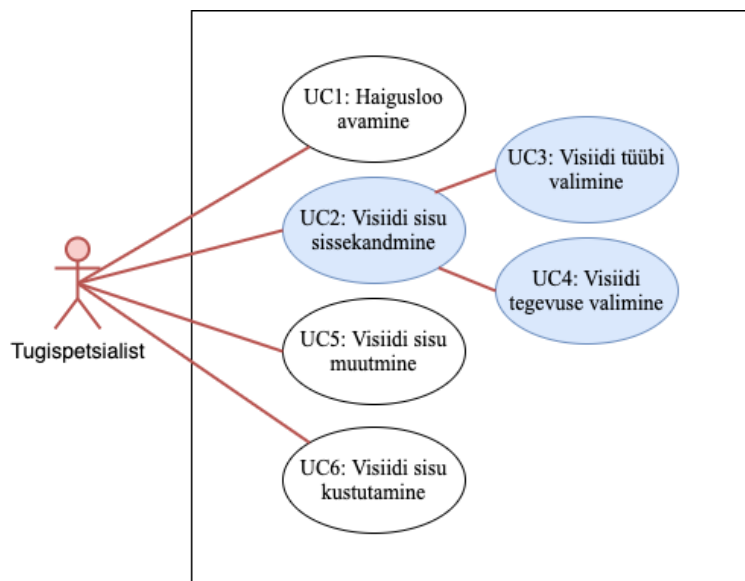 UC1: Haigusloo
avamine
UC2: Visiidi sisu
sissekandmine
UC3: Visiidi tüübi
valimine
UC4: Visiidi
tegevuse valimine
Tugispetsialist
UC5: Visiidi sisu
muutmine
UC6: Visiidi sisu
kustutamine